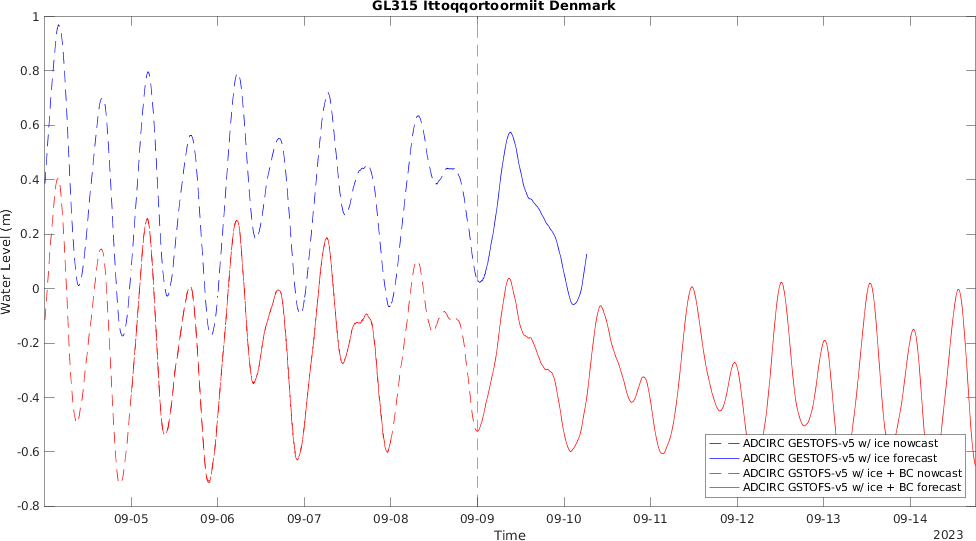 GL315 Ittoqqortoormiit Denmark
1
0.8
0.6
0.4
0.2
0
-0.2
-0.4
-0.6
-0.8
Water Level (m)
09-05 09-06 09-07 09-08 09-09 09-10 09-11 09-12 09-13 09-14
Time
2023
ADCIRC GESTOFS-v5 w/ ice nowcast
ADCIRC GESTOFS-v5 w/ ice forecast
ADCIRC GSTOFS-v5 w/ ice + BC nowcast
ADCIRC GSTOFS-v5 w/ ice + BC forecast